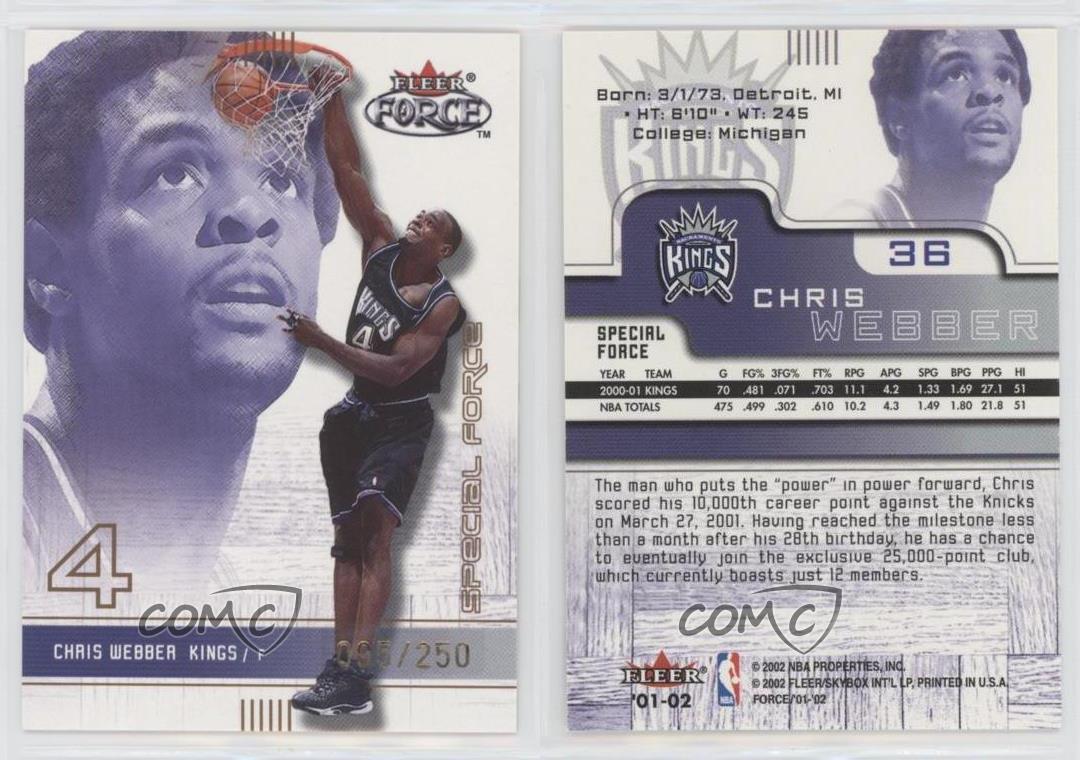 FLEER®
FORCE™
KINGS
4
SPECIAL FORCE
4
COMC
CHRIS WEBBER KINGS / F
095/250
Born: 3/1/73, Detroit, MI
• HT: 6'10" • WT: 245
College: Michigan
KINGS
SACRAMENTO
KINGS
36
CHRIS
WEBBER
SPECIAL
FORCE
YEAR TEAM G FG% 3FG% FT% RPG APG SPG BPG PPG HI
2000-01 KINGS 70 .481 .071 .703 11.1 4.2 1.33 1.69 27.1 51
NBA TOTALS 475 .499 .302 .610 10.2 4.3 1.49 1.80 21.8 51
The man who puts the "power" in power forward, Chris
scored his 10,000th career point against the Knicks
on March 27, 2001. Having reached the milestone less
than a month after his 28th birthday, he has a chance
to eventually join the exclusive 25,000-point club,
which currently boasts just 12 members.
COMC
FLEER
'01-02
NBA
© 2002 NBA PROPERTIES, INC.
© 2002 FLEER/SKYBOX INT'L LP, PRINTED IN U.S.A.
FORCE/'01-'02